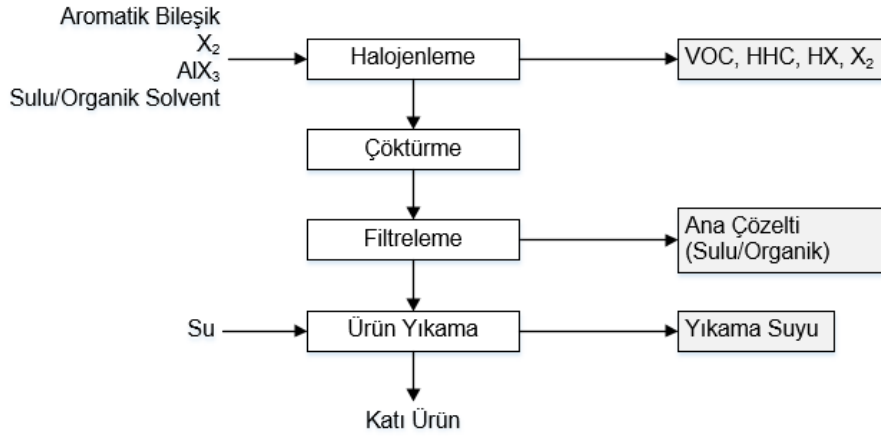 Aromatik Bileşik
X₂
AlX₃
Sulu/Organik Solvent
Halojenleme
VOC, HHC, HX, X₂
Çöktürme
Filtreleme
Ana Çözelti
(Sulu/Organik)
Su
Ürün Yıkama
Yıkama Suyu
Katı Ürün